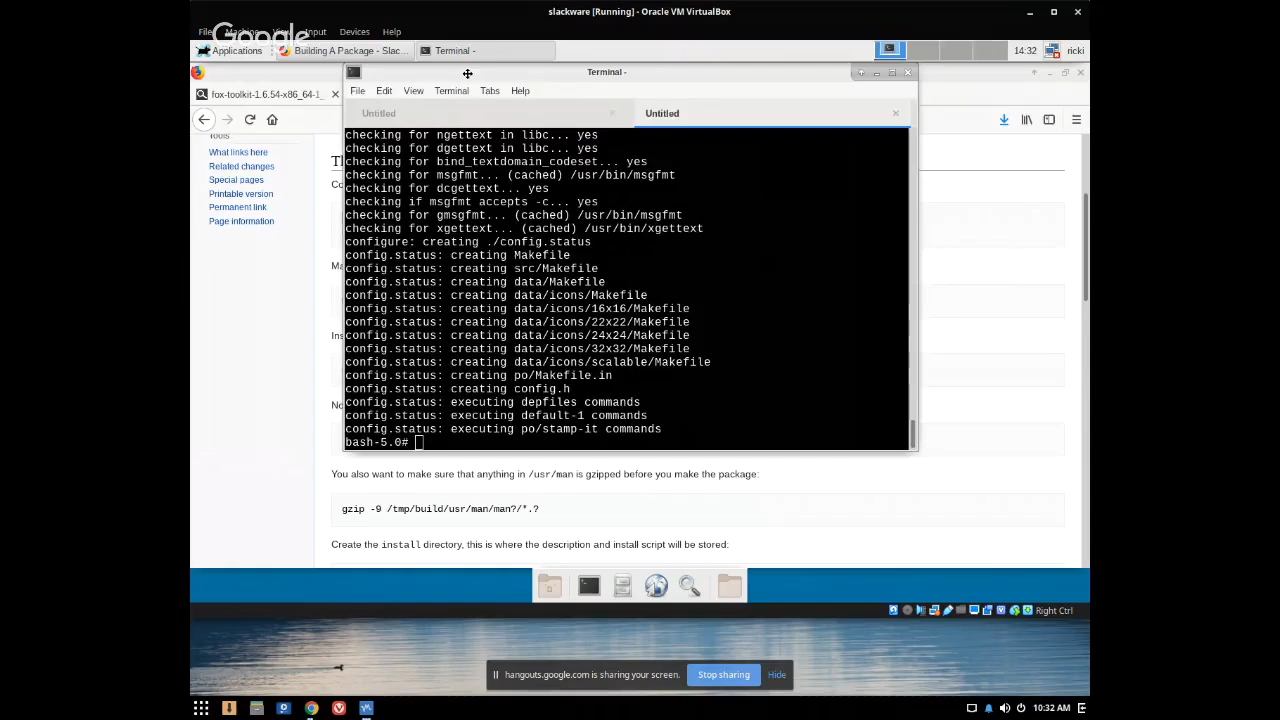 slackware [Running] - Oracle VM VirtualBox
Google
File Machine View Input Devices Help
Applications Building A Package - Slac... Terminal - 14:32 ricki
Terminal -
fox-toolkit-1.6.54-x86_64-1_
File Edit View Terminal Tabs Help
Untitled Untitled
Tools
What links here
Related changes
Special pages
Printable version
Page information
checking for ngettext in libc... yes
checking for dgettext in libc... yes
checking for bind_textdomain_codeset... yes
checking for msgfmt... (cached) /usr/bin/msgfmt
checking for dcgettext... yes
checking if msgfmt accepts -c... yes
checking for gmsgfmt... (cached) /usr/bin/msgfmt
checking for xgettext... (cached) /usr/bin/xgettext
configure: creating ./config.status
config.status: creating Makefile
config.status: creating src/Makefile
config.status: creating data/Makefile
config.status: creating data/icons/Makefile
config.status: creating data/icons/16x16/Makefile
config.status: creating data/icons/22x22/Makefile
config.status: creating data/icons/24x24/Makefile
config.status: creating data/icons/32x32/Makefile
config.status: creating data/icons/scalable/Makefile
config.status: creating po/Makefile.in
config.status: creating config.h
config.status: executing depfiles commands
config.status: executing default-1 commands
config.status: executing po/stamp-it commands
bash-5.0#
You also want to make sure that anything in /usr/man is gzipped before you make the package:
gzip -9 /tmp/build/usr/man/man?/*.?
Create the install directory, this is where the description and install script will be stored:
Right Ctrl
hangouts.google.com is sharing your screen. Stop sharing Hide
10:32 AM